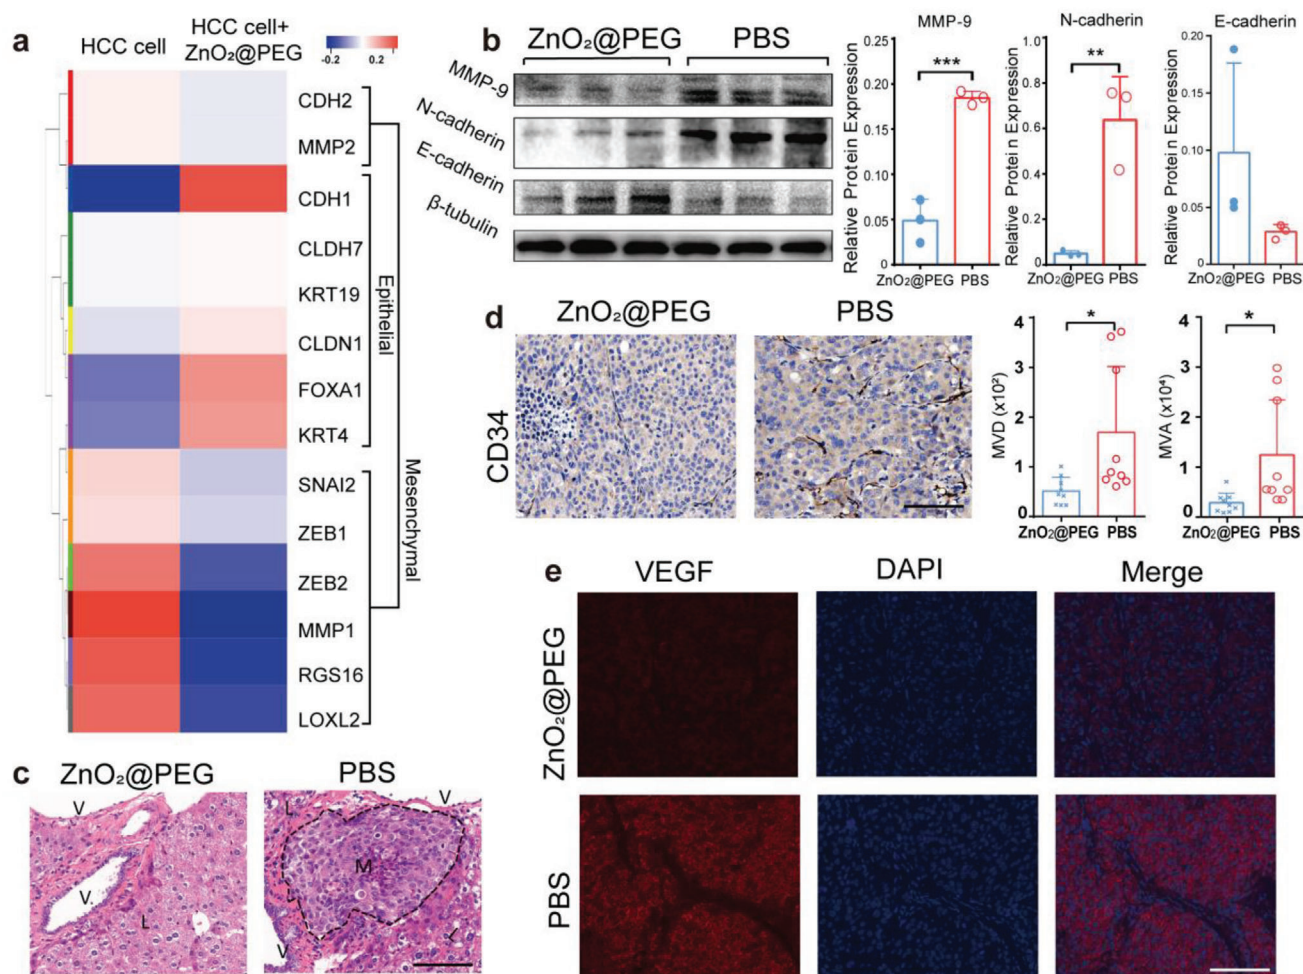 a
HCC cell
HCC cell+
ZnO₂@PEG
-0.2
0.2
CDH2
MMP2
CDH1
CLDH7
KRT19
CLDN1
FOXA1
KRT4
SNAI2
ZEB1
ZEB2
MMP1
RGS16
LOXL2
Epithelial
Mesenchymal
b
ZnO₂@PEG
PBS
MMP-9
N-cadherin
E-cadherin
β-tubulin
MMP-9
Relative Protein Expression
0.25
0.20
0.15
0.10
0.05
0
***
ZnO₂@PEG
PBS
N-cadherin
Relative Protein Expression
1.0
0.8
0.6
0.4
0.2
0
**
ZnO₂@PEG
PBS
E-cadherin
Relative Protein Expression
0.20
0.15
0.10
0.05
0
ZnO₂@PEG
PBS
c
ZnO₂@PEG
PBS
V
V.
L
L
V
M
V
L
d
ZnO₂@PEG
PBS
CD34
MVD (x10²)
4
3
2
1
0
*
ZnO₂@PEG
PBS
MVA (x10⁴)
4
3
2
1
0
*
ZnO₂@PEG
PBS
e
VEGF
DAPI
Merge
ZnO₂@PEG
PBS